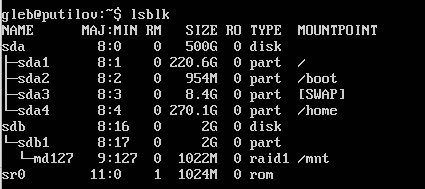 gleb@putilov:~$ lsblk
NAME        MAJ:MIN RM   SIZE RO TYPE  MOUNTPOINT
sda           8:0    0   500G  0 disk
├─sda1        8:1    0 220.6G  0 part  /
├─sda2        8:2    0   954M  0 part  /boot
├─sda3        8:3    0   8.4G  0 part  [SWAP]
└─sda4        8:4    0 270.1G  0 part  /home
sdb           8:16   0     2G  0 disk
└─sdb1        8:17   0     2G  0 part
  └─md127     9:127  0  1022M  0 raid1 /mnt
sr0          11:0    1  1024M  0 rom